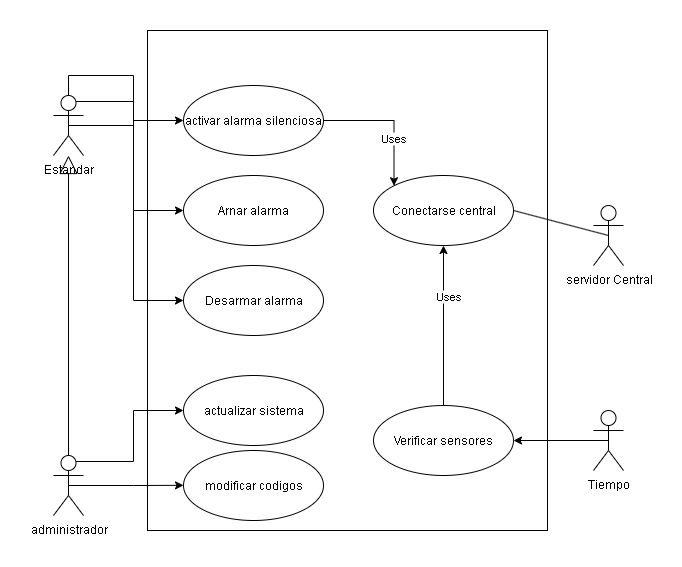 activar alarma silenciosa
Uses
Estandar
Arnar alarma
Conectarse central
servidor Central
Uses
Desarmar alarma
actualizar sistema
Verificar sensores
modificar codigos
Tiempo
administrador